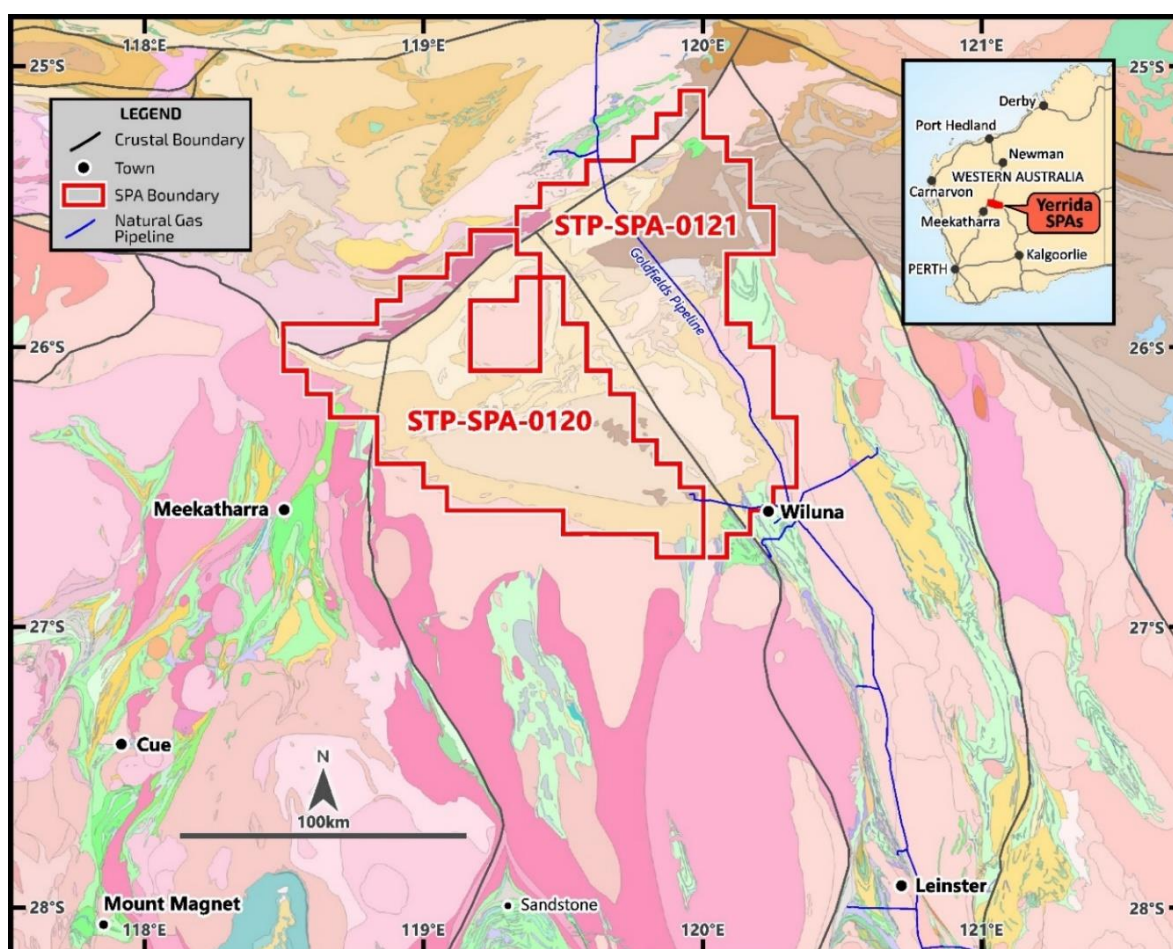 118°E
119°E
120°E
121°E
25°S
25°S
LEGEND
Crustal Boundary
Town
SPA Boundary
Natural Gas
Pipeline
Derby
Port Hedland
Newman
WESTERN AUSTRALIA
Carnarvon
Meekatharra
Yerrida
SPAs
Kalgoorlie
PERTH
STP-SPA-0121
Goldfields Pipeline
26°S
26°S
STP-SPA-0120
Meekatharra
Wiluna
27°S
27°S
Cue
N
100km
Leinster
Sandstone
Mount Magnet
28°S
28°S
118°E
119°E
120°E
121°E